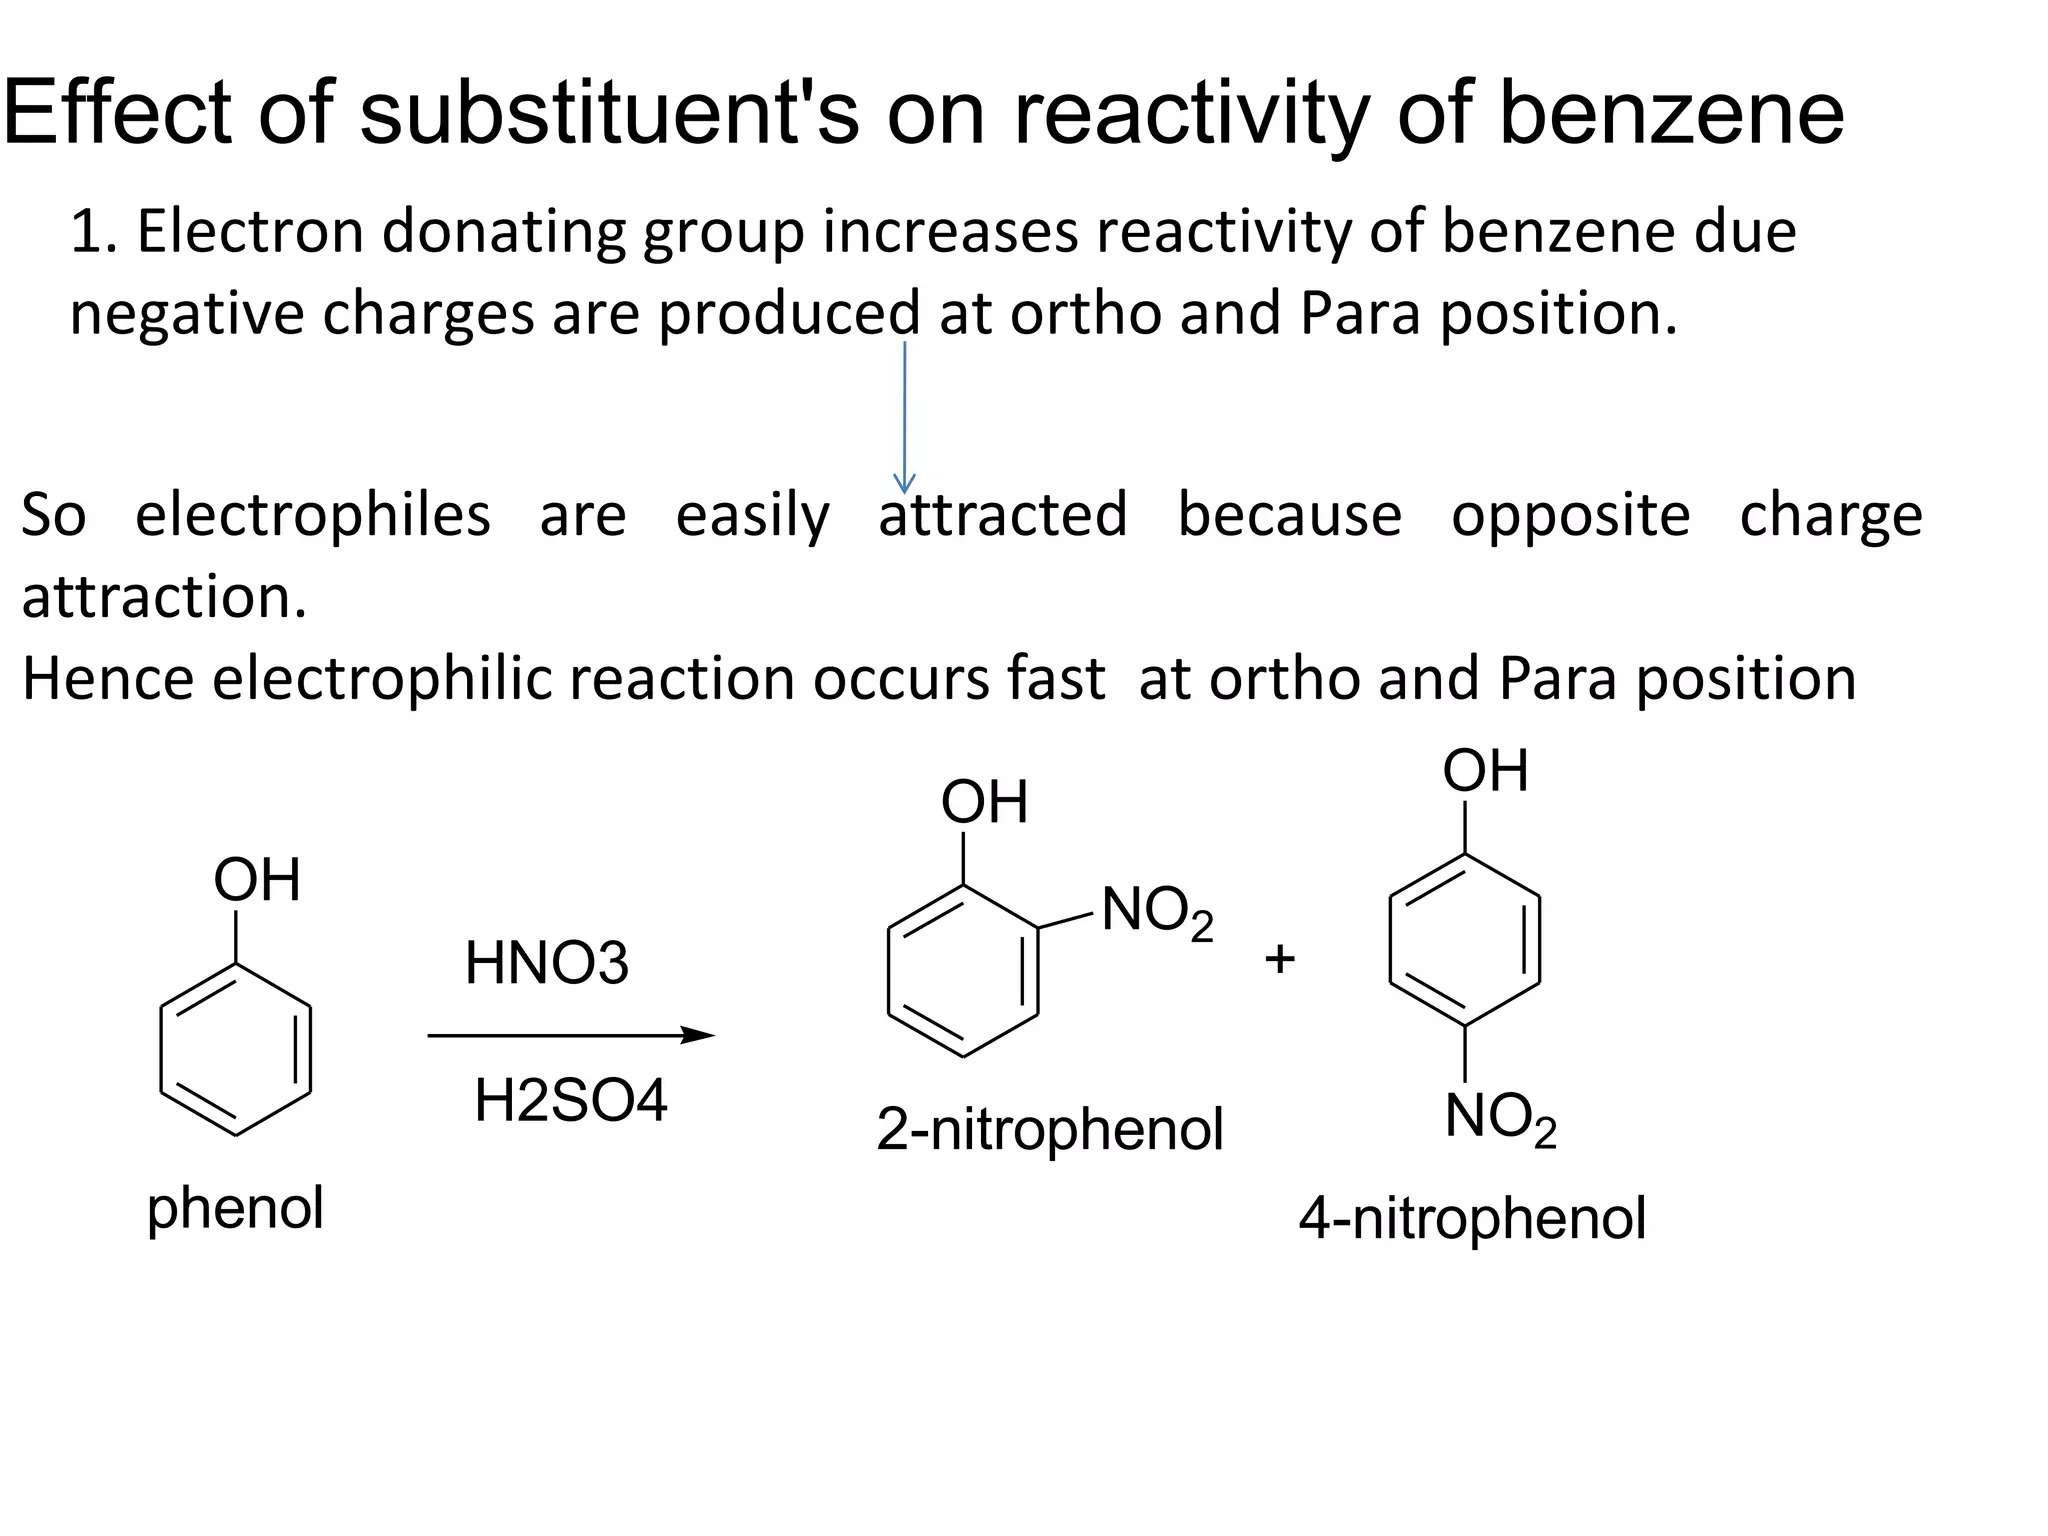 Effect of substituent's on reactivity of benzene
1. Electron donating group increases reactivity of benzene due
negative charges are produced at ortho and Para position.
So electrophiles are easily attracted because opposite charge
attraction.
Hence electrophilic reaction occurs fast at ortho and Para position
OH
HNO3
H2SO4
phenol
OH
NO2
2-nitrophenol
+
OH
NO2
4-nitrophenol